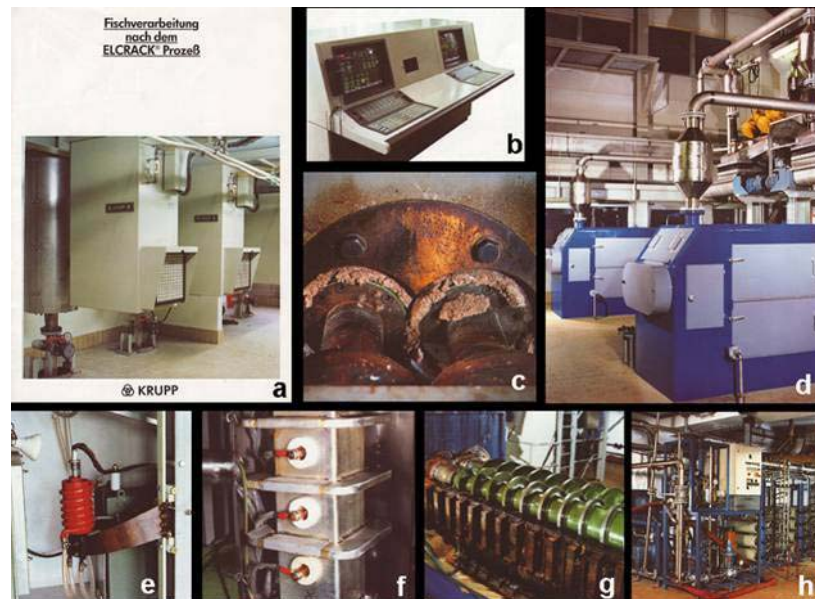 Fischverarbeitung
nach dem
ELCRACK® Prozeß
KRUPP
a
b
c
d
e
f
g
h